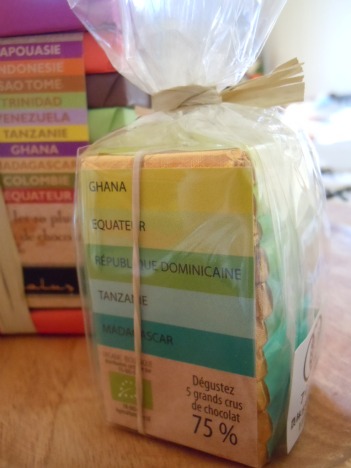 APOUASIE
INDONESIE
SAO TOME
TRINIDAD
VENEZUELA
TANZANIE
GHANA
MADAGASCAR
COLOMBIE
EQUATEUR
GHANA
EQUATEUR
RÉPUBLIQUE DOMINICAINE
TANZANIE
MADAGASCAR
Dégustez
5 grands crus
de chocolat
75 %